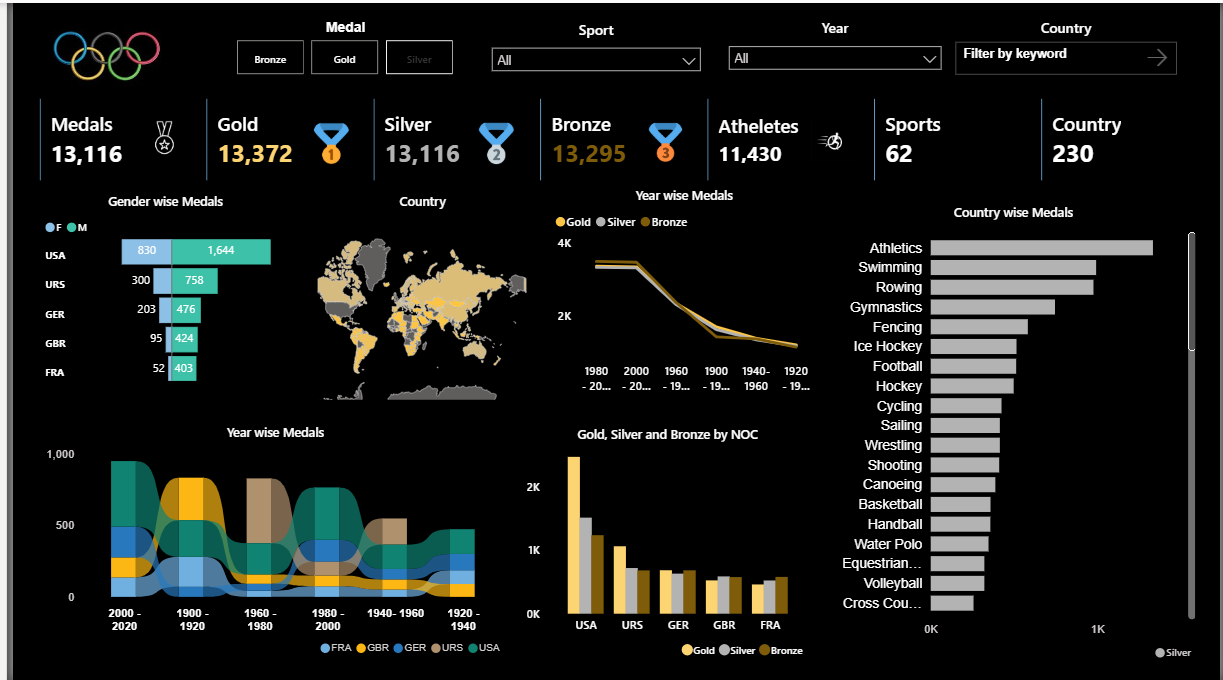 Medal
Bronze
Gold
Silver
Sport
All
Year
All
Country
Filter by keyword
Medals
13,116
Gold
13,372
1
Silver
13,116
2
Bronze
13,295
3
Atheletes
11,430
Sports
62
Country
230
Gender wise Medals
F M
USA 830 1,644
URS 300 758
GER 203 476
GBR 95 424
FRA 52 403
Country
Year wise Medals
Gold Silver Bronze
4K
2K
1980 2000 1960 1900 1940- 1920
- 20... - 20... - 19... - 19... 1960 - 19...
Country wise Medals
Athletics
Swimming
Rowing
Gymnastics
Fencing
Ice Hockey
Football
Hockey
Cycling
Sailing
Wrestling
Shooting
Canoeing
Basketball
Handball
Water Polo
Equestrian...
Volleyball
Cross Cou...
0K 1K
Silver
Year wise Medals
1,000
500
0
2000 - 1900 - 1960 - 1980 - 1940- 1960 1920 -
2020 1920 1980 2000 1940
FRA GBR GER URS USA
Gold, Silver and Bronze by NOC
2K
1K
0K
USA URS GER GBR FRA
Gold Silver Bronze